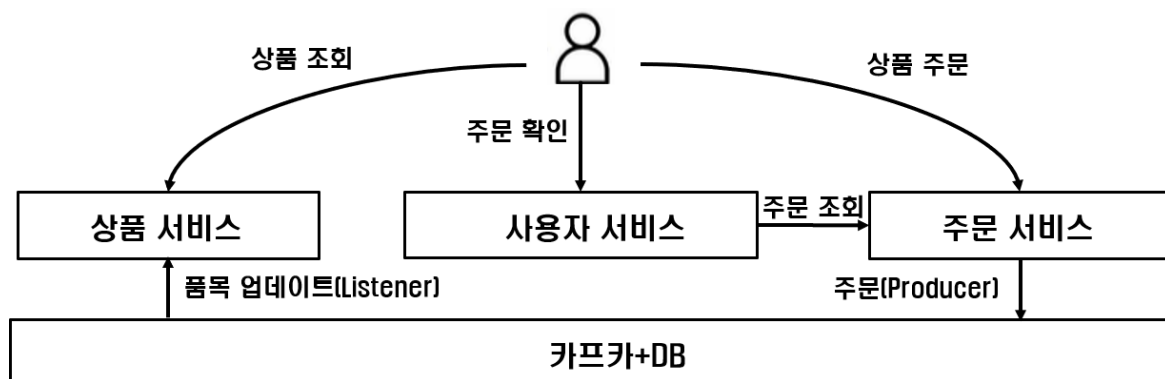 상품 조회
상품 주문
주문 확인
상품 서비스
사용자 서비스
주문 조회
주문 서비스
품목 업데이트(Listener)
주문(Producer)
카프카+DB